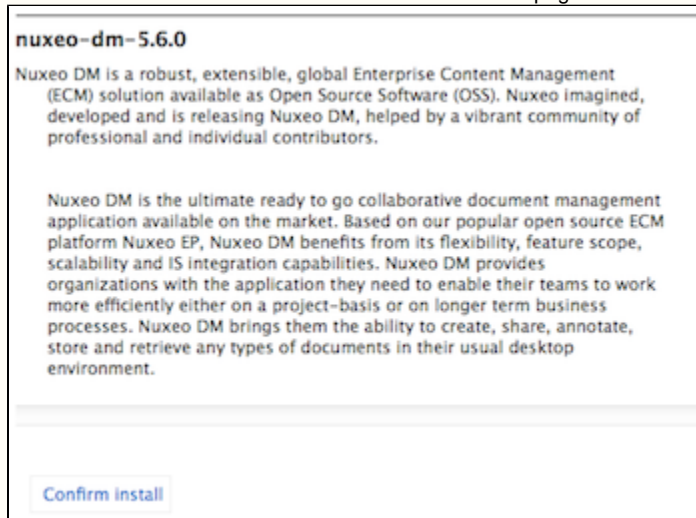 nuxeo-dm-5.6.0
Nuxeo DM is a robust, extensible, global Enterprise Content Management
(ECM) solution available as Open Source Software (OSS). Nuxeo imagined,
developed and is releasing Nuxeo DM, helped by a vibrant community of
professional and individual contributors.
Nuxeo DM is the ultimate ready to go collaborative document management
application available on the market. Based on our popular open source ECM
platform Nuxeo EP, Nuxeo DM benefits from its flexibility, feature scope,
scalability and IS integration capabilities. Nuxeo DM provides
organizations with the application they need to enable their teams to work
more efficiently either on a project-basis or on longer term business
processes. Nuxeo DM brings them the ability to create, share, annotate,
store and retrieve any types of documents in their usual desktop
environment.
Confirm install